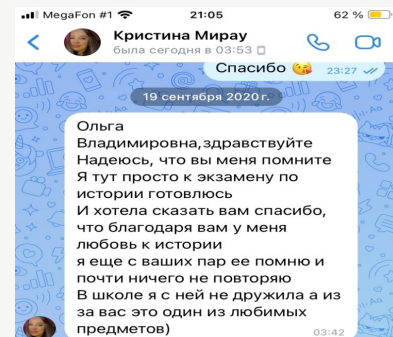 MegaFon #1 21:05 62 %
Кристина Мирау
была сегодня в 03:53
Спасибо 😘 23:27
19 сентября 2020 г.
Ольга
Владимировна,здравствуйте
Надеюсь, что вы меня помните
Я тут просто к экзамену по
истории готовлюсь
И хотела сказать вам спасибо,
что благодаря вам у меня
любовь к истории
я еще с ваших пар ее помню и
почти ничего не повторяю
В школе я с ней не дружила а из
за вас это один из любимых
предметов)
03:42